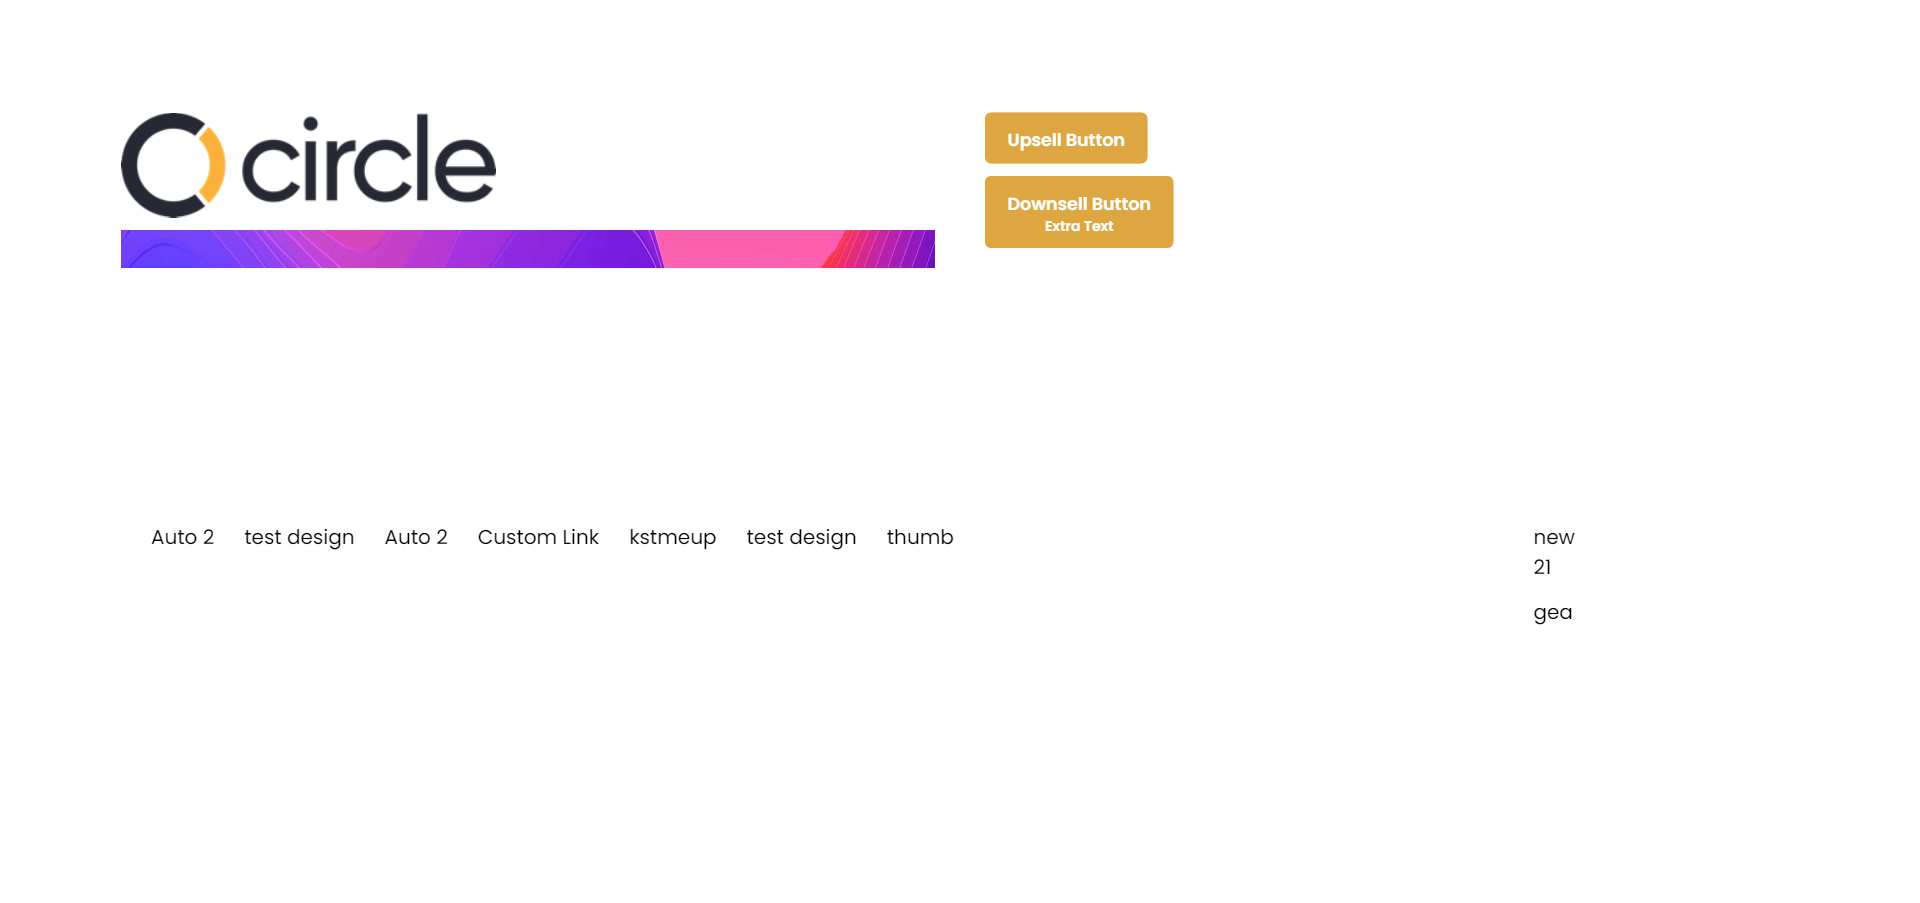 circle
Upsell Button
Downsell Button
Extra Text
Auto 2 test design Auto 2 Custom Link kstmeup test design thumb
new
21
gea